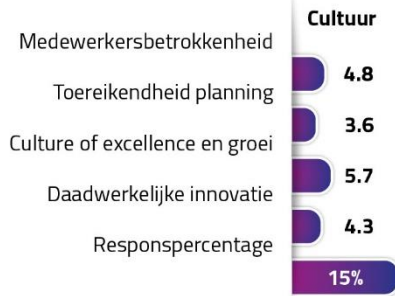 Cultuur
Medewerkersbetrokkenheid
4.8
Toereikendheid planning
3.6
Culture of excellence en groei
5.7
Daadwerkelijke innovatie
4.3
Responspercentage
15%